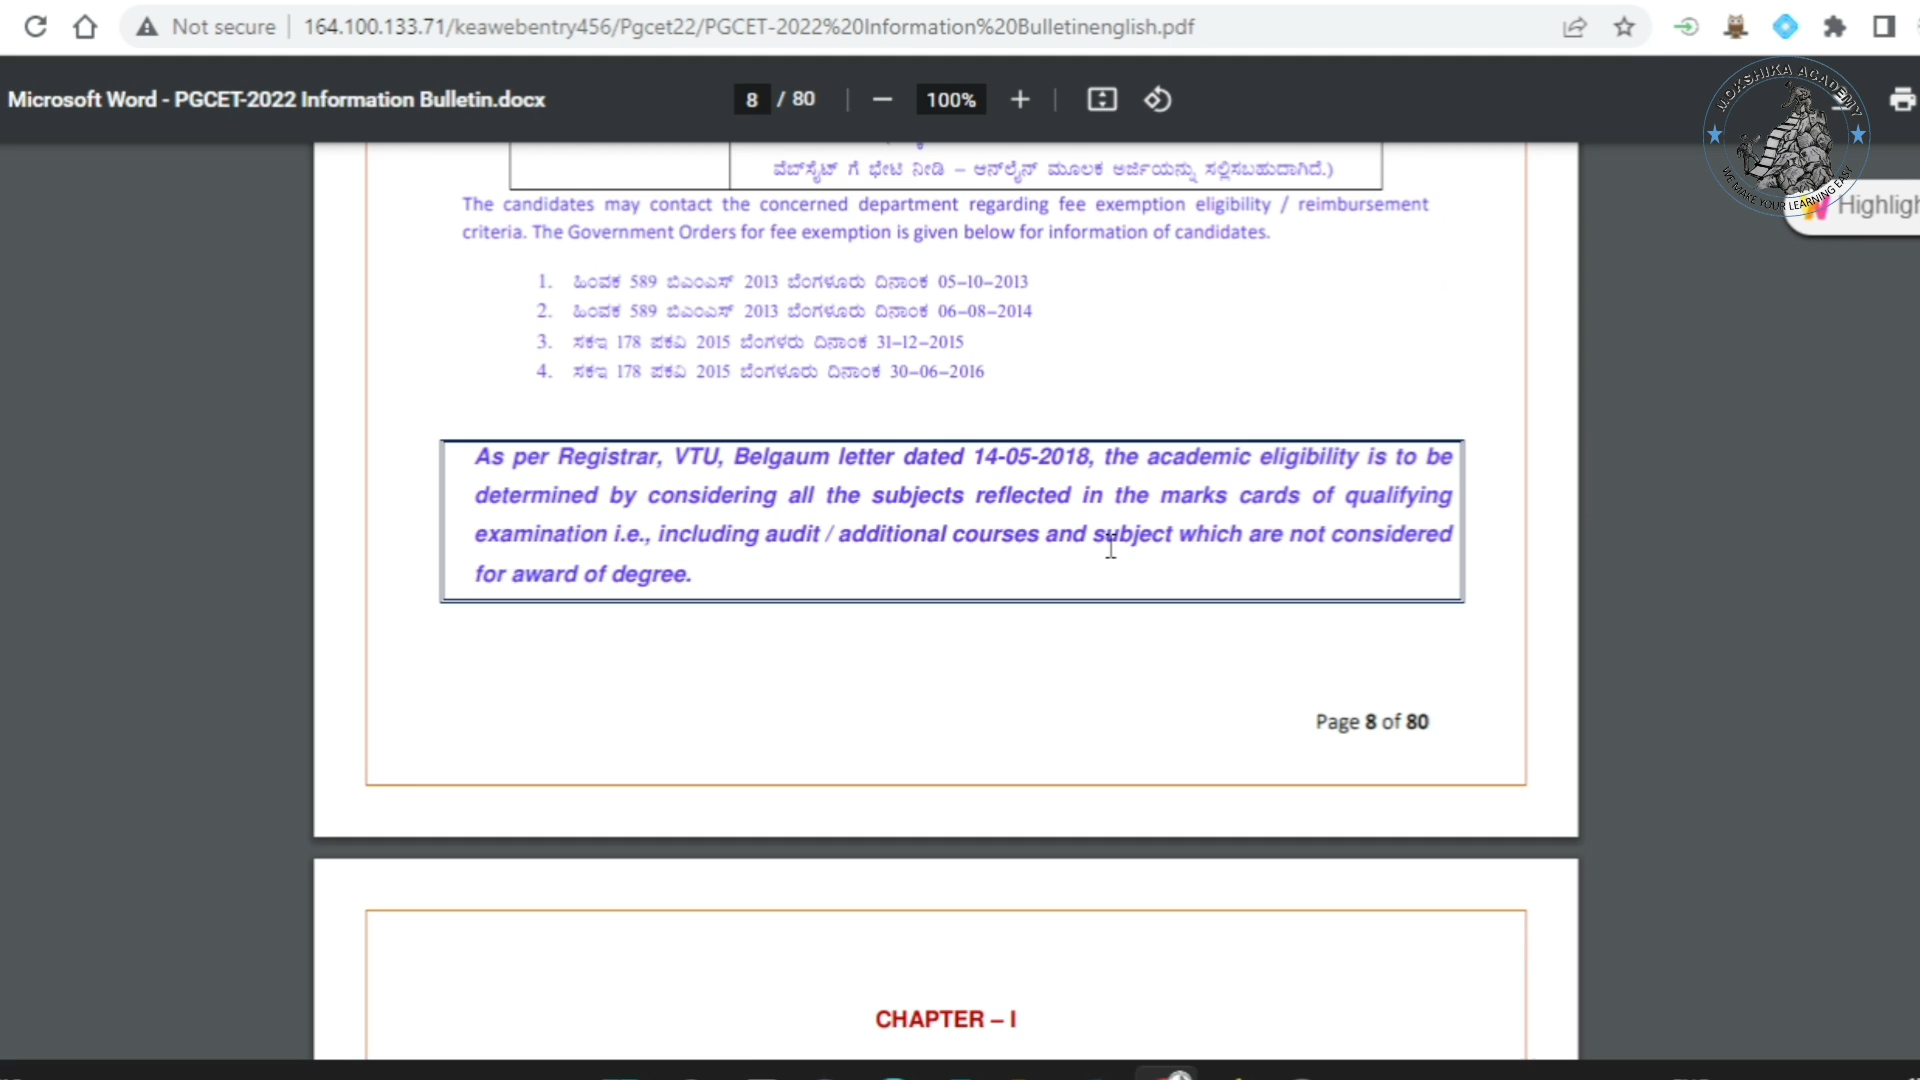 Not secure
164.100.133.71/keawebentry456/Pgcet22/PGCET-2022%20Information%20Bulletinenglish.pdf
Microsoft Word - PGCET-2022 Information Bulletin.docx
8 / 80
100%
MOKSHIKA ACADEMY
WE MAKE YOUR LEARNING EASY
ವೆಬ್‌ಸೈಟ್ ಗೆ ಭೇಟಿ ನೀಡಿ – ಆನ್‌ಲೈನ್ ಮೂಲಕ ಅರ್ಜಿಯನ್ನು ಸಲ್ಲಿಸಬಹುದಾಗಿದೆ.)
The candidates may contact the concerned department regarding fee exemption eligibility / reimbursement
criteria. The Government Orders for fee exemption is given below for information of candidates.
1. ಹಿಂವಕ 589 ಬಿಎಂಎಸ್ 2013 ಬೆಂಗಳೂರು ದಿನಾಂಕ 05-10-2013
2. ಹಿಂವಕ 589 ಬಿಎಂಎಸ್ 2013 ಬೆಂಗಳೂರು ದಿನಾಂಕ 06-08-2014
3. ಸಕಇ 178 ಪಕವಿ 2015 ಬೆಂಗಳರು ದಿನಾಂಕ 31-12-2015
4. ಸಕಇ 178 ಪಕವಿ 2015 ಬೆಂಗಳೂರು ದಿನಾಂಕ 30-06-2016
As per Registrar, VTU, Belgaum letter dated 14-05-2018, the academic eligibility is to be
determined by considering all the subjects reflected in the marks cards of qualifying
examination i.e., including audit / additional courses and subject which are not considered
for award of degree.
Page 8 of 80
CHAPTER – I